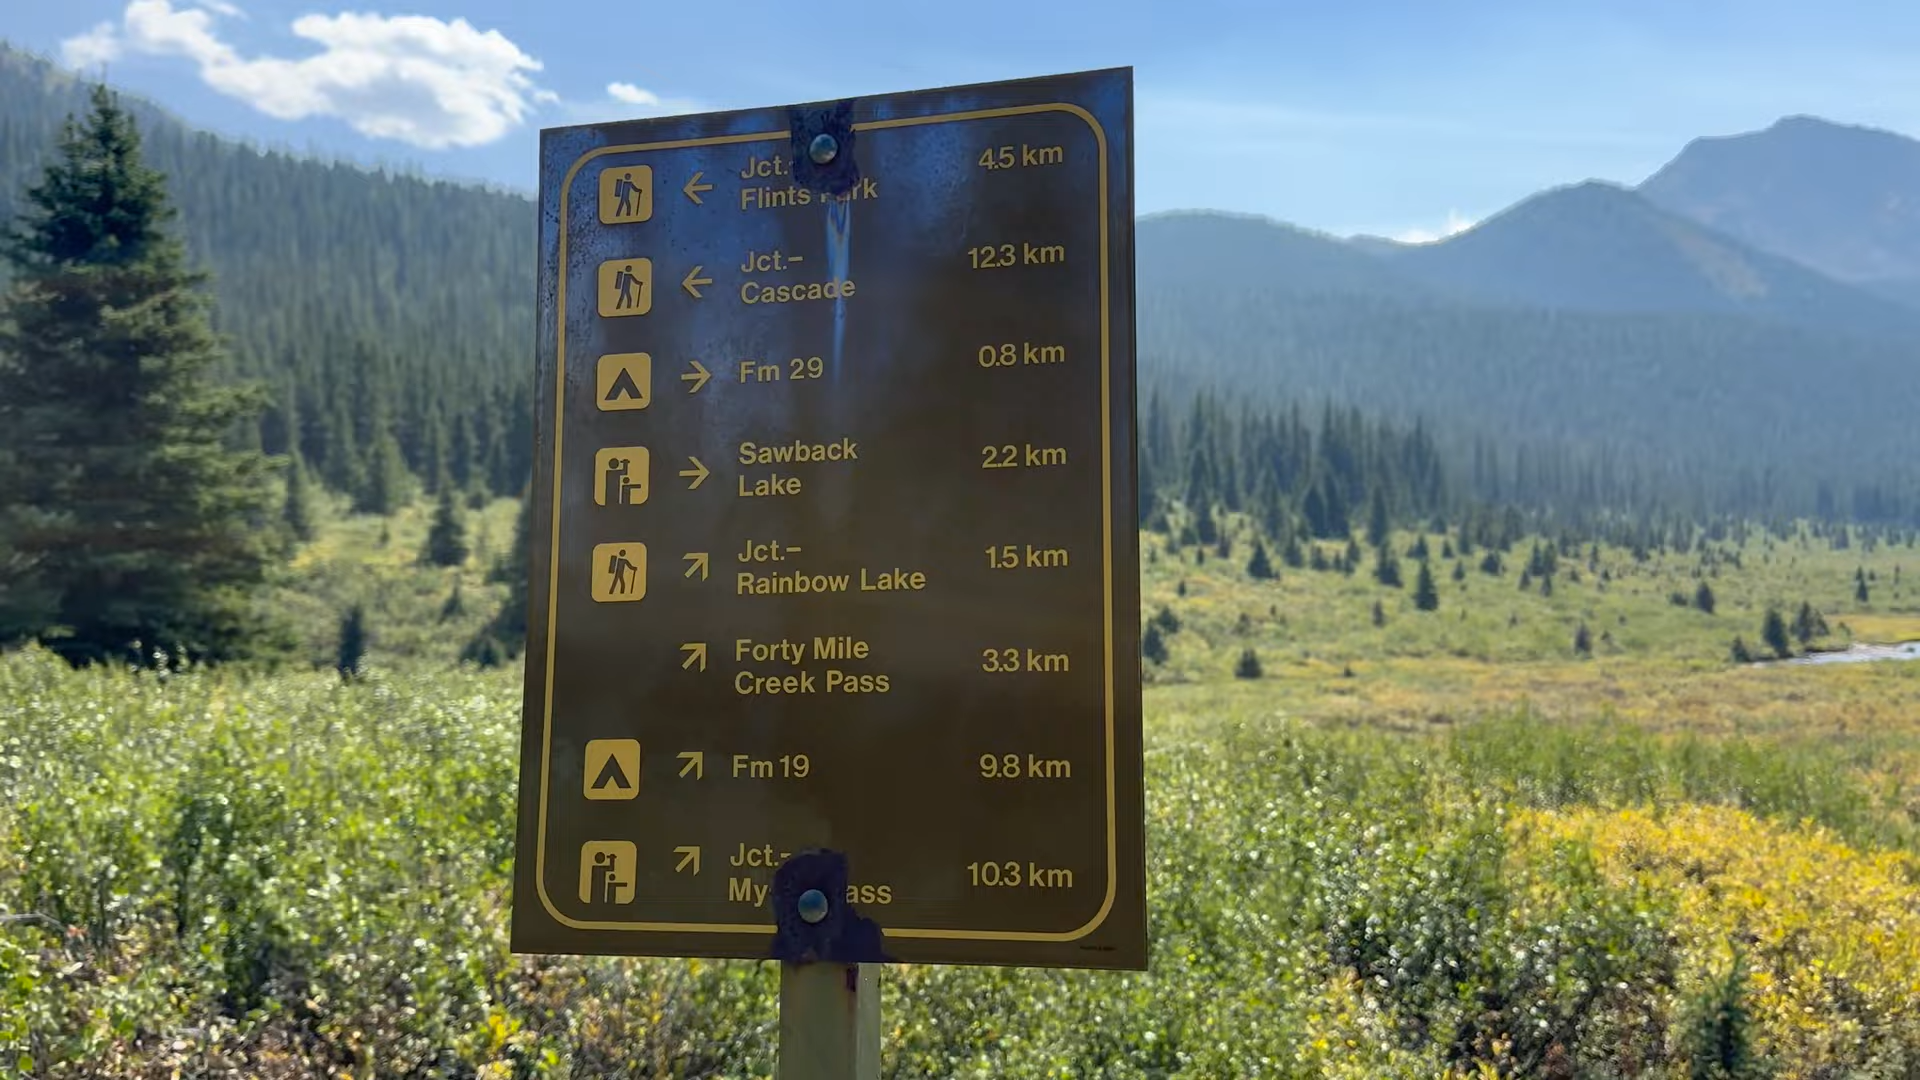 Jct.
Flints Park 4.5 km
Jct.–
Cascade 12.3 km
Fm 29 0.8 km
Sawback
Lake 2.2 km
Jct.–
Rainbow Lake 1.5 km
Forty Mile
Creek Pass 3.3 km
Fm 19 9.8 km
Jct.–
10.3 km